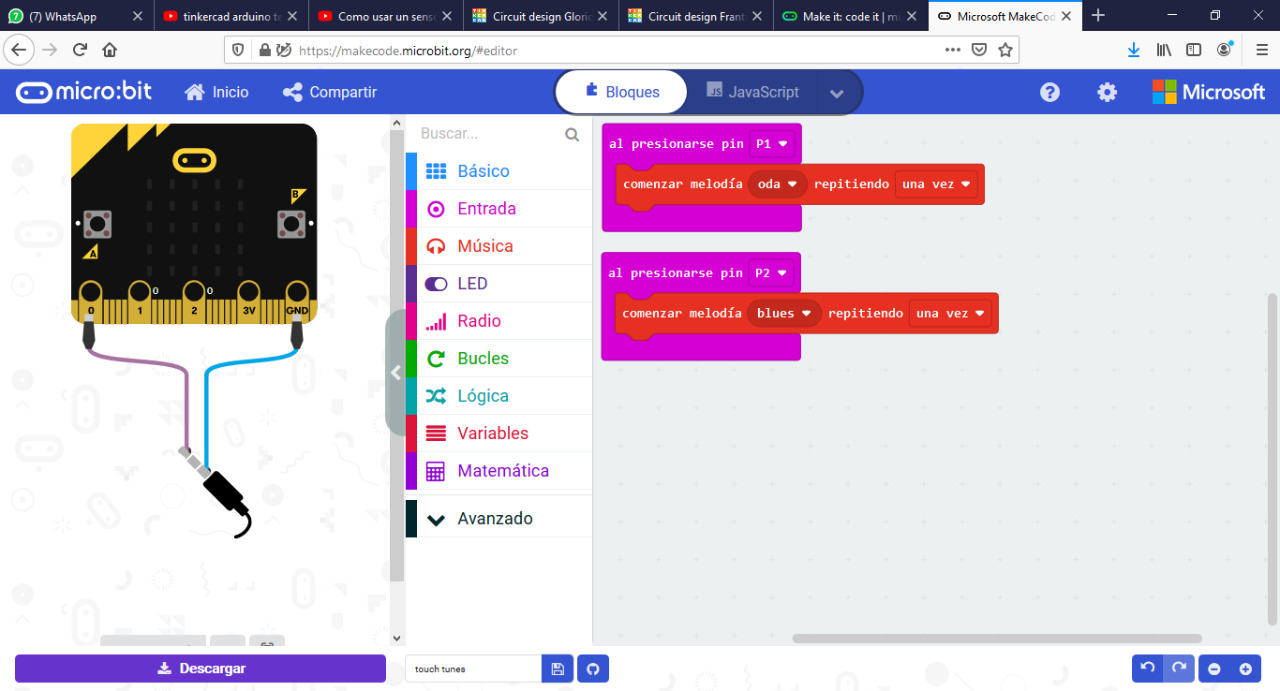 (7) WhatsApp
tinkercad arduino te
Como usar un sens
Circuit design Glori
Circuit design Frant
Make it: code it | m
Microsoft MakeCod
https://makecode.microbit.org/#editor
micro:bit
Inicio
Compartir
Bloques
JS JavaScript
Microsoft
B
A
0 0
0 1 2 3V GND
Buscar...
Básico
Entrada
Música
LED
Radio
Bucles
Lógica
Variables
Matemática
Avanzado
al presionarse pin P1
comenzar melodía oda repitiendo una vez
al presionarse pin P2
comenzar melodía blues repitiendo una vez
Descargar
touch tunes